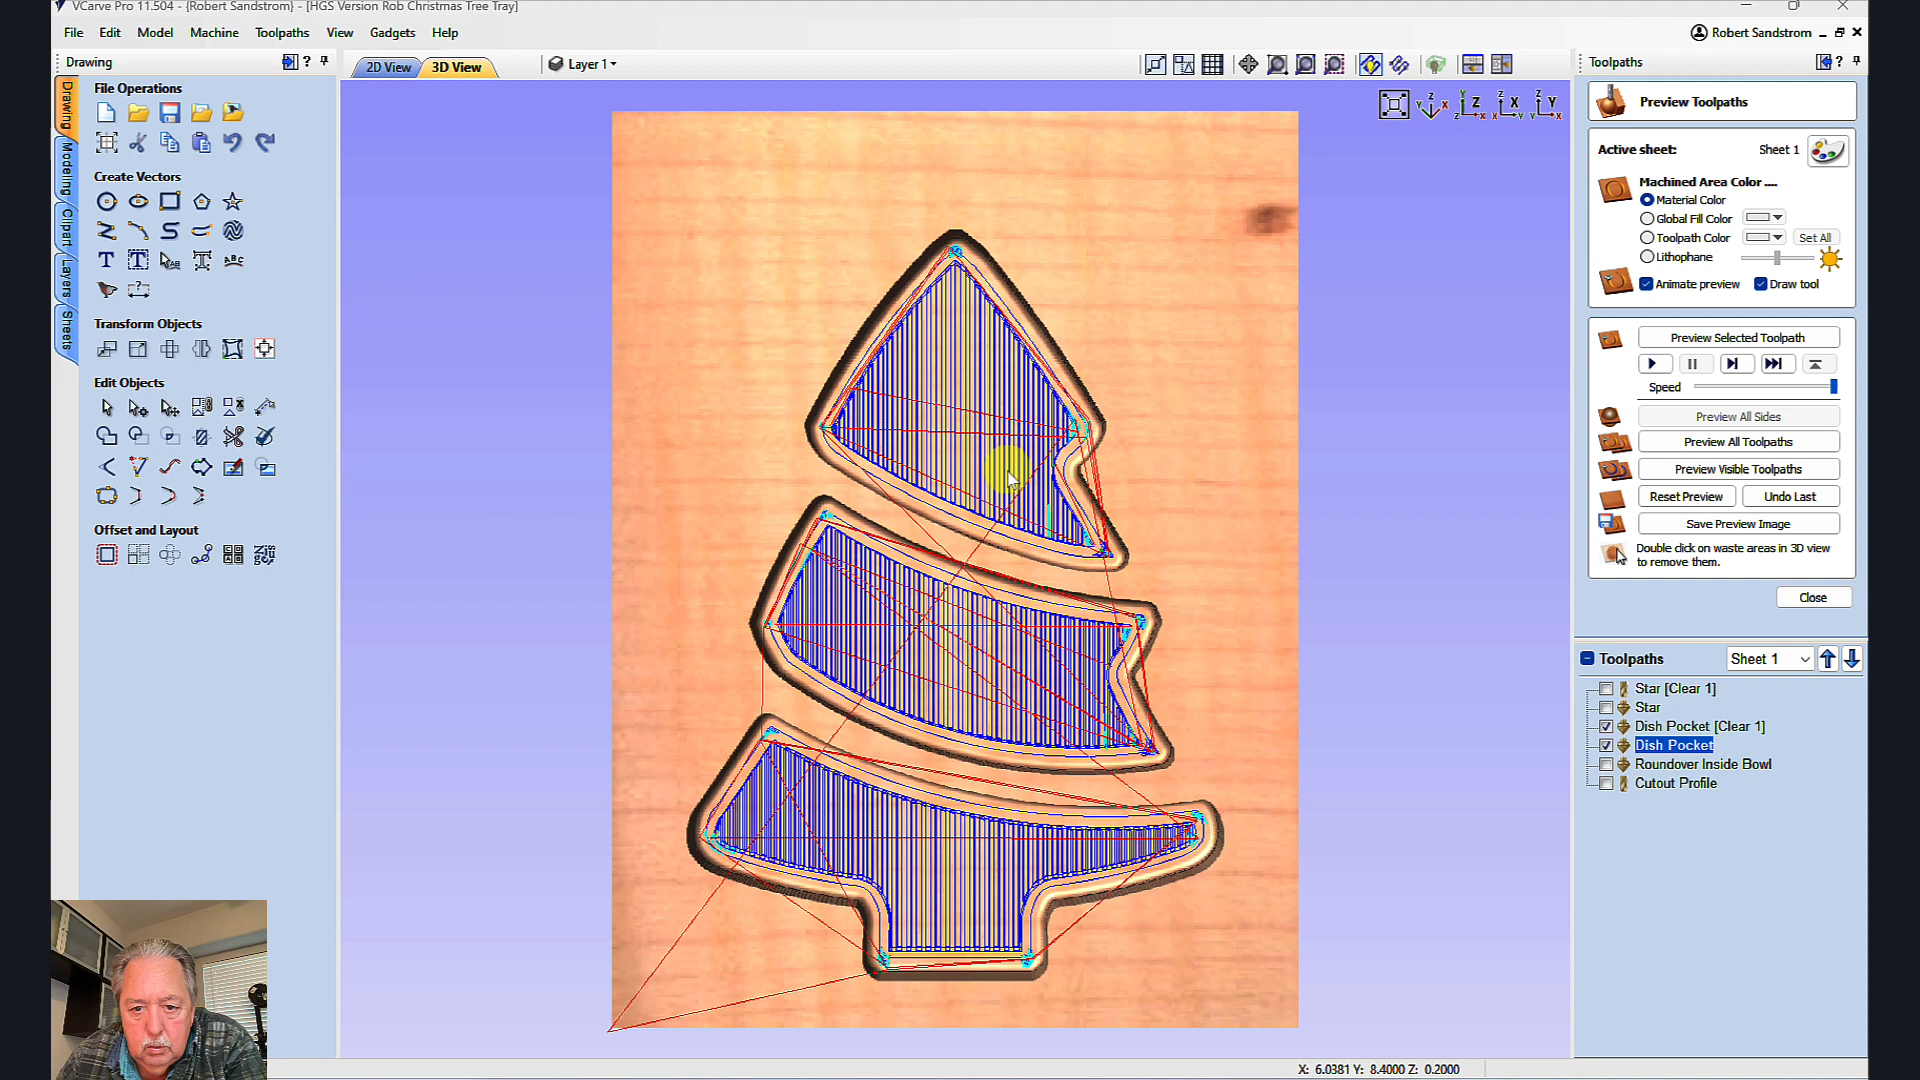 VCarve Pro 11.504 - {Robert Sandstrom} - [HGS Version Rob Christmas Tree Tray]
File Edit Model Machine Toolpaths View Gadgets Help
Robert Sandstrom
Drawing
2D View
3D View
Layer 1
Toolpaths
Drawing
Modeling
Clipart
Layers
Sheets
File Operations
Create Vectors
Transform Objects
Edit Objects
Offset and Layout
Preview Toolpaths
Active sheet: Sheet 1
Machined Area Color ....
Material Color
Global Fill Color
Toolpath Color Set All
Lithophane
Animate preview Draw tool
Preview Selected Toolpath
Speed
Preview All Sides
Preview All Toolpaths
Preview Visible Toolpaths
Reset Preview Undo Last
Save Preview Image
Double click on waste areas in 3D view
to remove them.
Close
Toolpaths Sheet 1
Star [Clear 1]
Star
Dish Pocket [Clear 1]
Dish Pocket
Roundover Inside Bowl
Cutout Profile
X: 6.0381 Y: 8.4000 Z: 0.2000